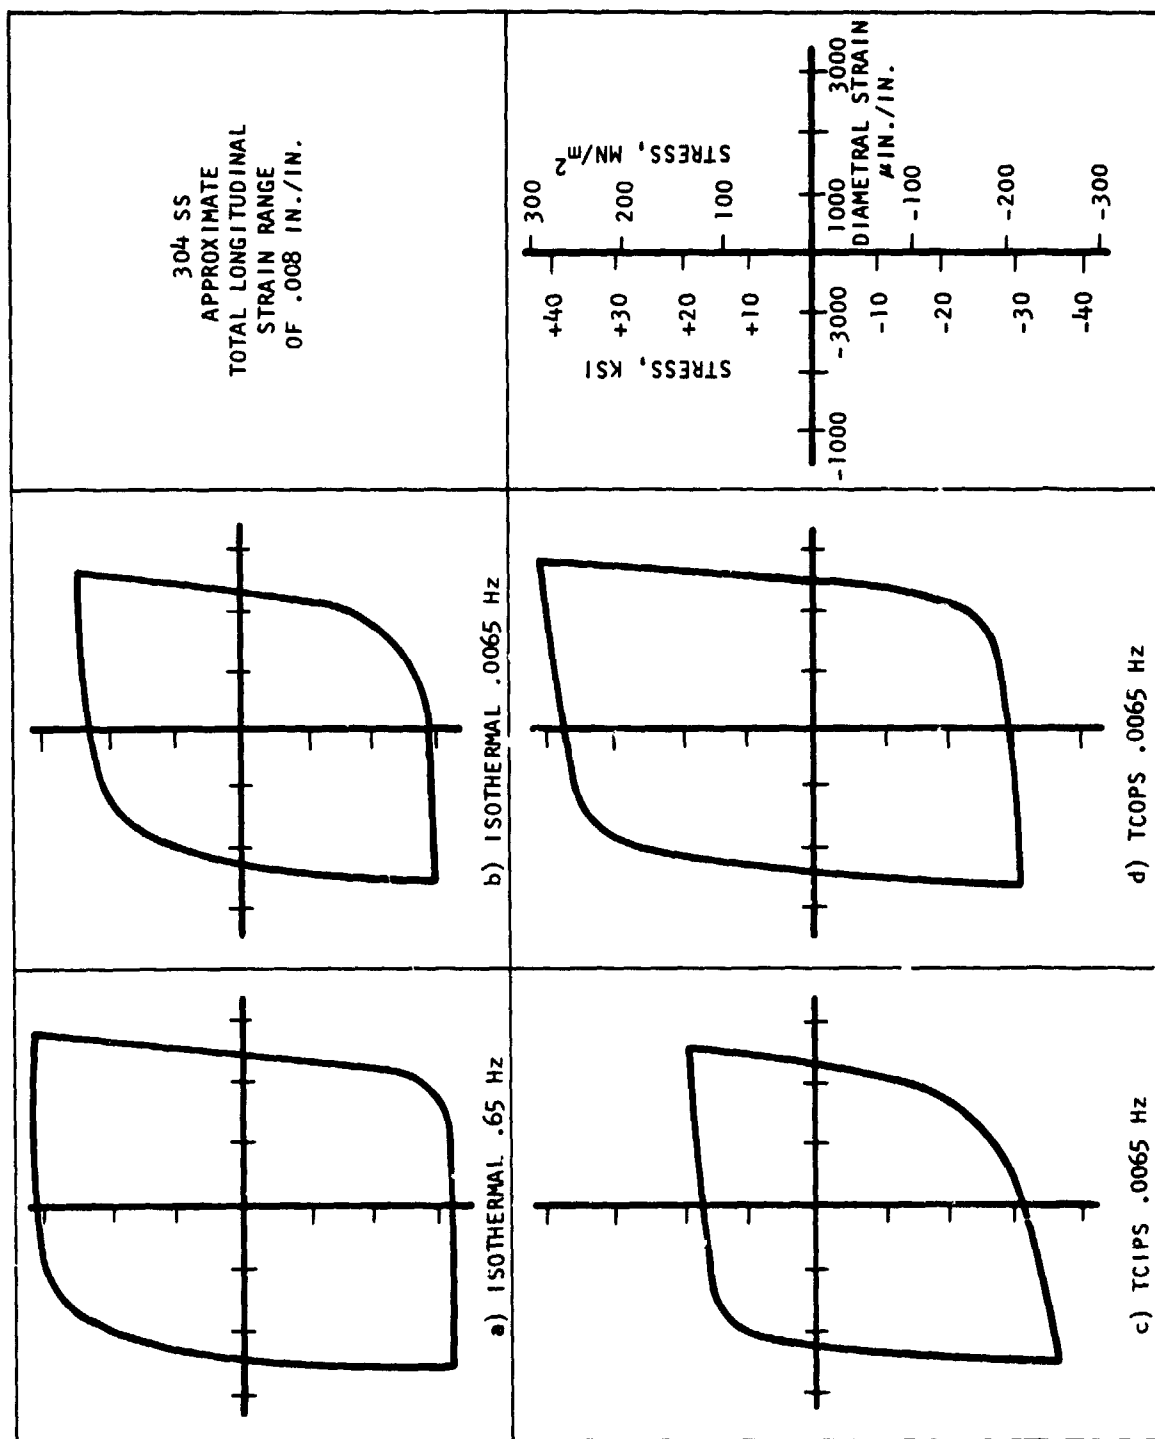 a) ISOTHERMAL .65 Hz
b) ISOTHERMAL .0065 Hz
304 SS
APPROXIMATE
TOTAL LONGITUDINAL
STRAIN RANGE
OF .008 IN./IN.
c) TCIPS .0065 Hz
d) TCOPS .0065 Hz
STRESS, KSI
+40
+30
+20
+10
-10
-20
-30
-40
STRESS, MN/m²
300
200
100
-100
-200
-300
-1000
-3000
1000
3000
DIAMETRAL STRAIN
μIN./IN.